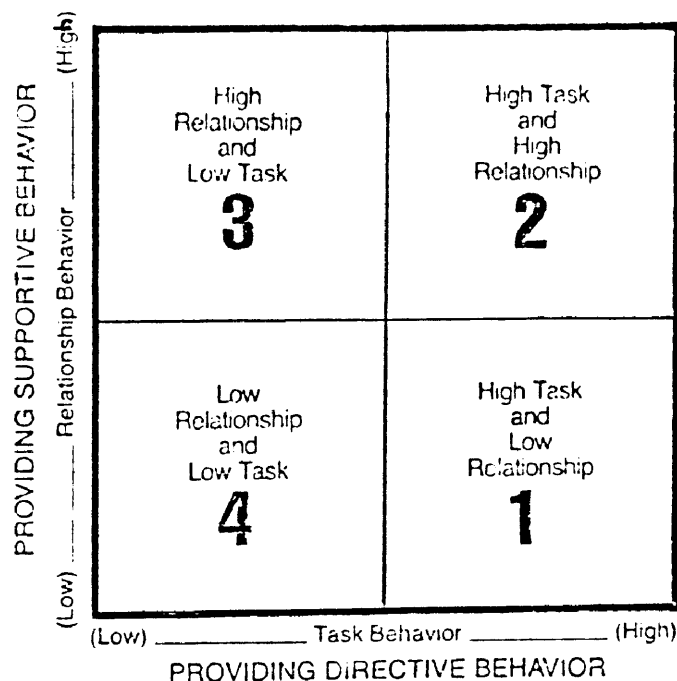 PROVIDING SUPPORTIVE BEHAVIOR
(Low) Relationship Behavior (High)
High
Relationship
and
Low Task
3
High Task
and
High
Relationship
2
Low
Relationship
and
Low Task
4
High Task
and
Low
Relationship
1
(Low) Task Behavior (High)
PROVIDING DIRECTIVE BEHAVIOR